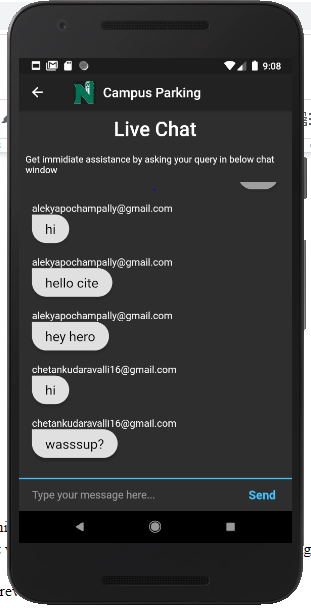 9:08
N
Campus Parking
Live Chat
Get immidiate assistance by asking your query in below chat
window
alekyapochampally@gmail.com
hi
alekyapochampally@gmail.com
hello cite
alekyapochampally@gmail.com
hey hero
chetankudaravalli16@gmail.com
hi
chetankudaravalli16@gmail.com
wasssup?
Type your message here...
Send